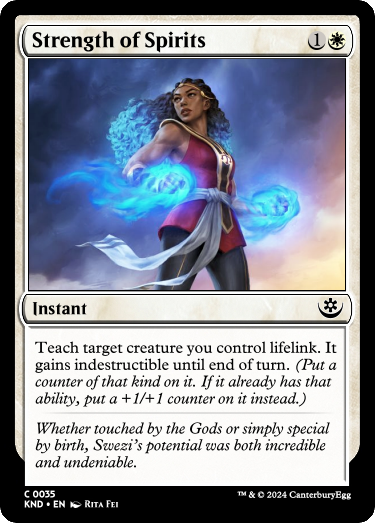 Strength of Spirits 1
Instant
Teach target creature you control lifelink. It
gains indestructible until end of turn. (Put a
counter of that kind on it. If it already has that
ability, put a +1/+1 counter on it instead.)
Whether touched by the Gods or simply special
by birth, Swezi's potential was both incredible
and undeniable.
C 0035
KND • EN Rita Fei
™ & © 2024 CanterburyEgg